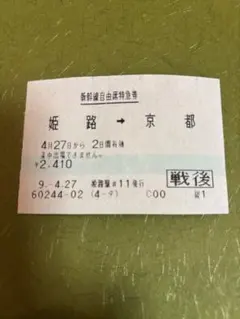 新幹線自由席特急券
姫路 → 京都
4月27日から 2日間有効
途中出場できません
¥2,410
戦後
9.-4.27 姫路駅#11発行
60244-02 (4-タ) C00